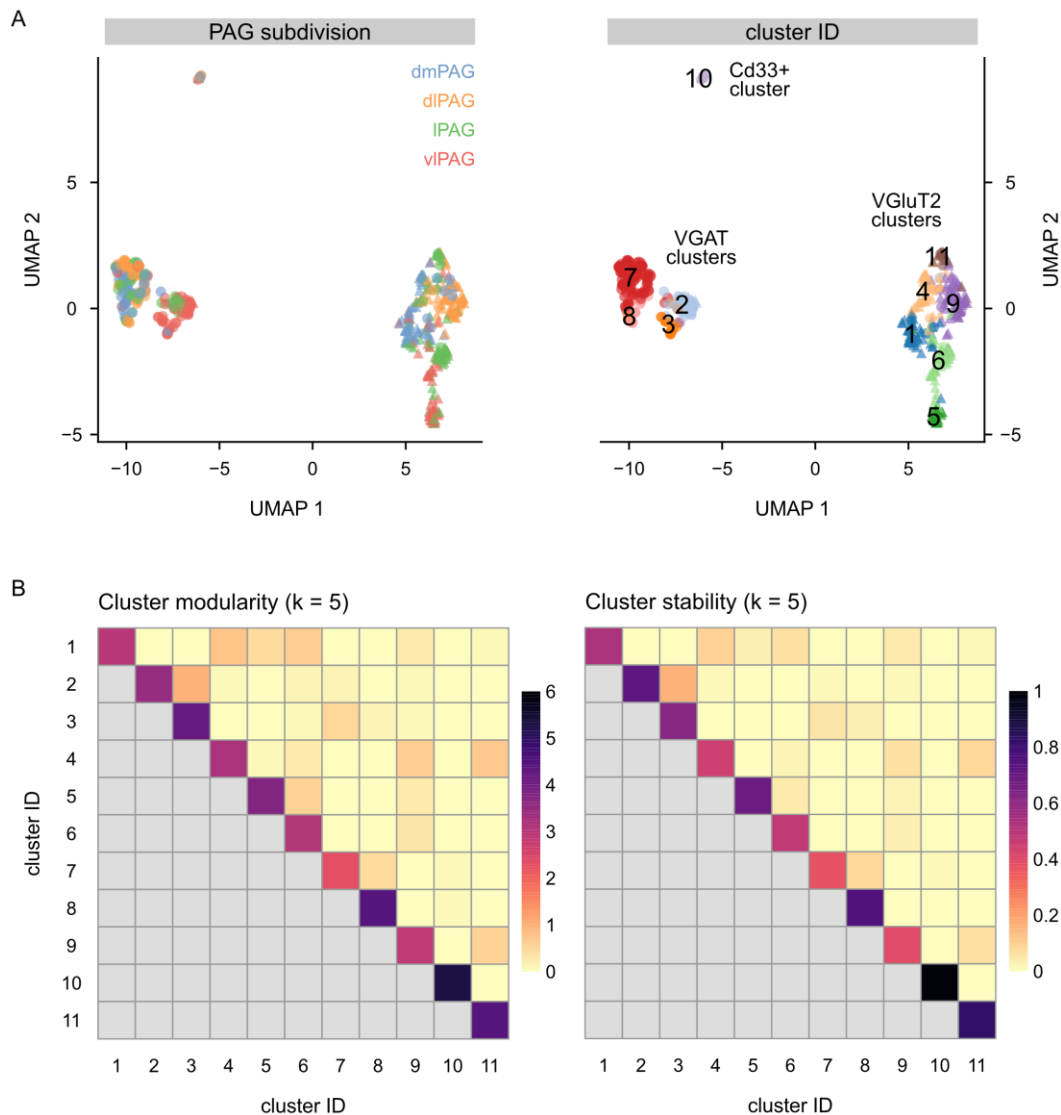 A
PAG subdivision
cluster ID
dmPAG
dlPAG
lPAG
vlPAG
10
Cd33+
cluster
VGAT
clusters
VGluT2
clusters
7
8
2
3
11
4
9
1
6
5
UMAP 2
5
0
−5
−10
−5
0
5
UMAP 1
UMAP 2
5
0
−5
−10
−5
0
5
UMAP 1
B
Cluster modularity (k = 5)
cluster ID
1
2
3
4
5
6
7
8
9
10
11
1 2 3 4 5 6 7 8 9 10 11
cluster ID
6
5
4
3
2
1
0
Cluster stability (k = 5)
1 2 3 4 5 6 7 8 9 10 11
cluster ID
1
0.8
0.6
0.4
0.2
0